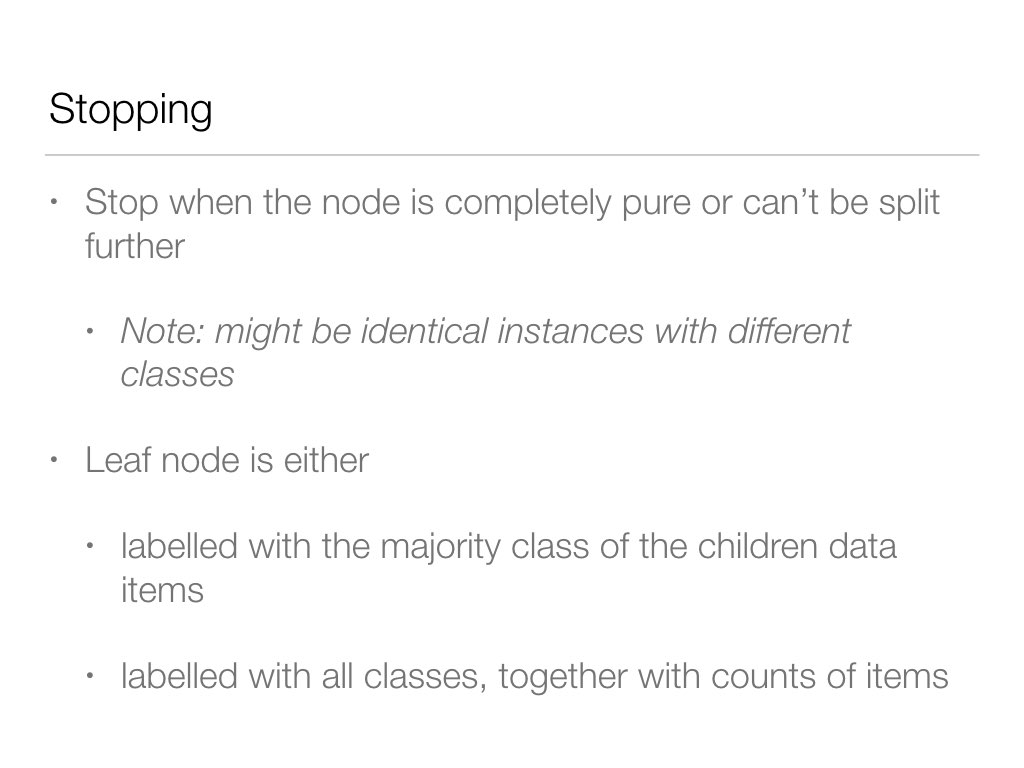 Stopping
• Stop when the node is completely pure or can’t be split
further
• Note: might be identical instances with different
classes
• Leaf node is either
• labelled with the majority class of the children data
items
• labelled with all classes, together with counts of items